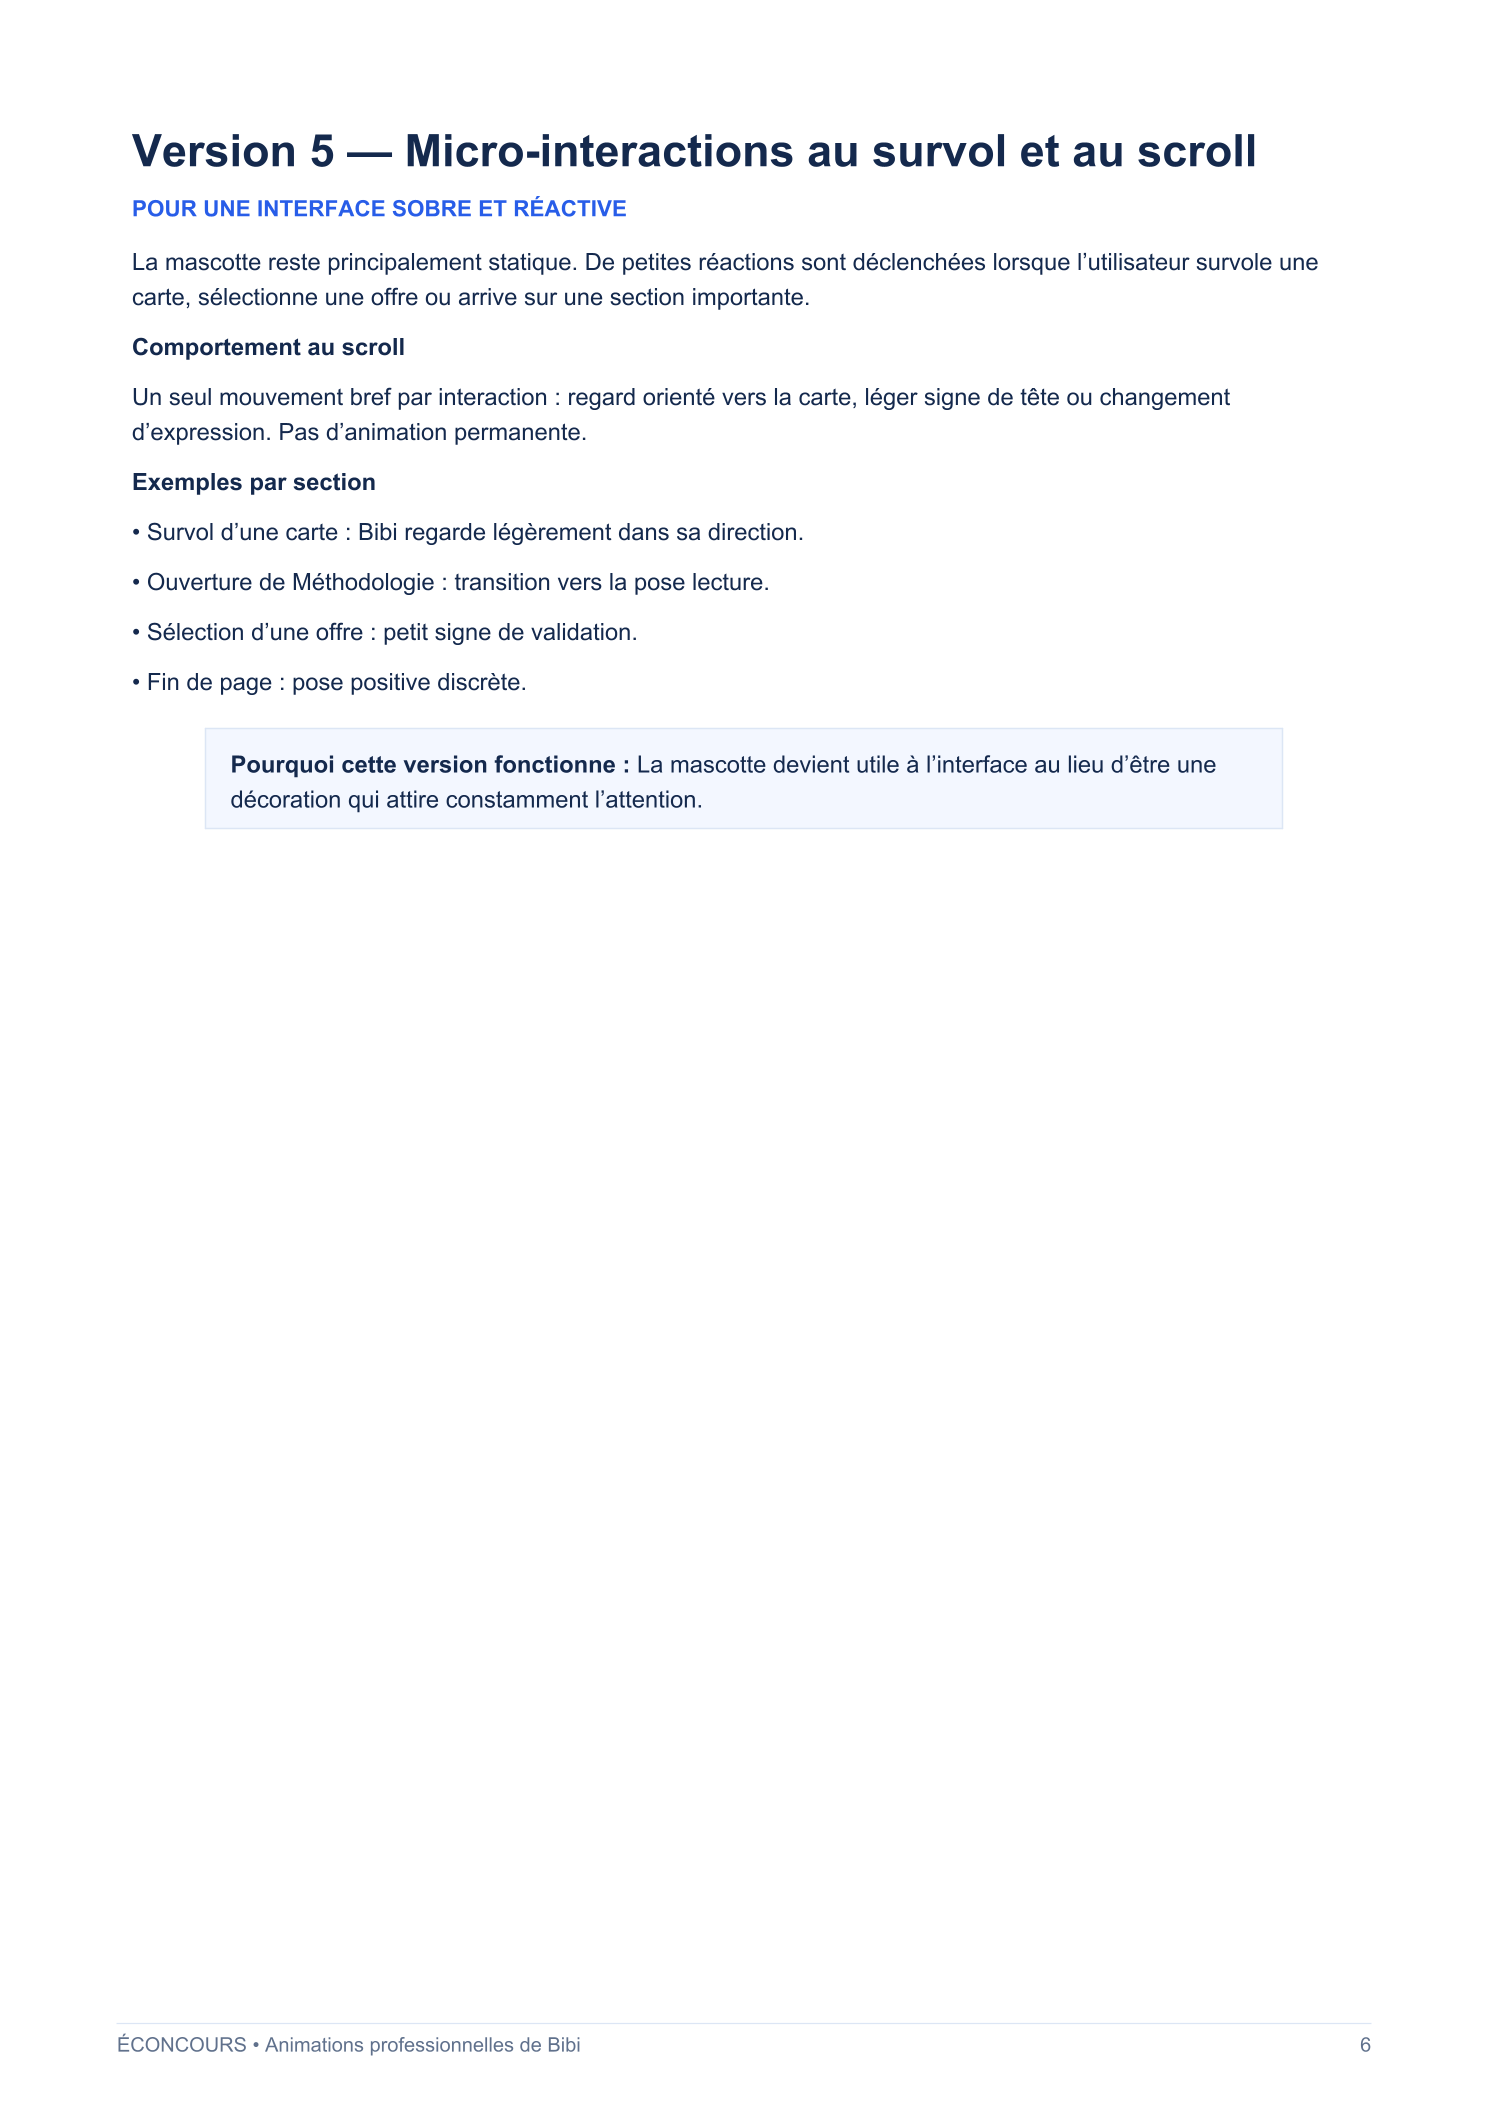 Version 5 — Micro-interactions au survol et au scroll
POUR UNE INTERFACE SOBRE ET RÉACTIVE
La mascotte reste principalement statique. De petites réactions sont déclenchées lorsque l’utilisateur survole une
carte, sélectionne une offre ou arrive sur une section importante.
Comportement au scroll
Un seul mouvement bref par interaction : regard orienté vers la carte, léger signe de tête ou changement
d’expression. Pas d’animation permanente.
Exemples par section
• Survol d’une carte : Bibi regarde légèrement dans sa direction.
• Ouverture de Méthodologie : transition vers la pose lecture.
• Sélection d’une offre : petit signe de validation.
• Fin de page : pose positive discrète.
Pourquoi cette version fonctionne : La mascotte devient utile à l’interface au lieu d’être une
décoration qui attire constamment l’attention.
ÉCONCOURS • Animations professionnelles de Bibi
6